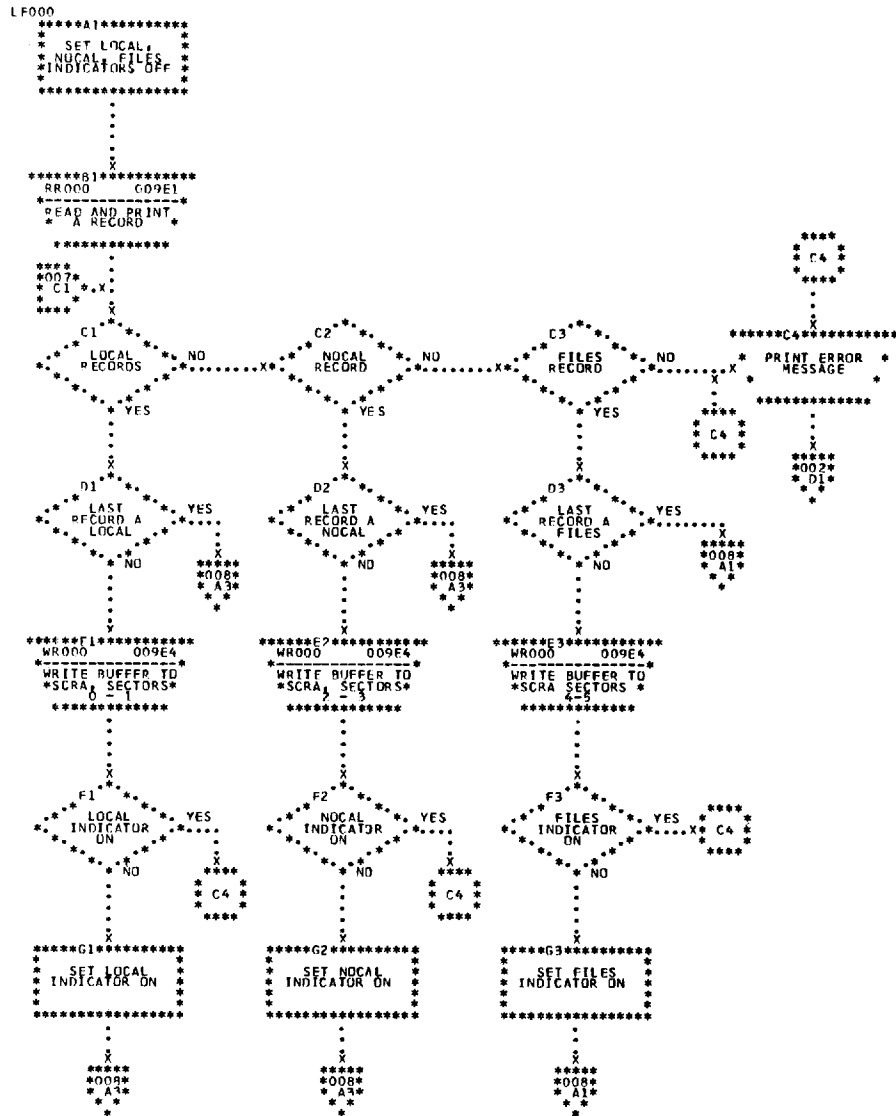 LF000
A1
SET LOCAL,
NOCAL, FILES
INDICATORS OFF
B1
RR000 009E1
READ AND PRINT
A RECORD
007
C1
C4
C1
LOCAL
RECORDS
NO
YES
C2
NOCAL
RECORD
NO
YES
C3
FILES
RECORD
NO
YES
C4
C4
PRINT ERROR
MESSAGE
002
D1
D1
LAST
RECORD A
LOCAL
YES
NO
008
A3
D2
LAST
RECORD A
NOCAL
YES
NO
008
A3
D3
LAST
RECORD A
FILES
YES
NO
008
A1
E1
WR000 009E4
WRITE BUFFER TO
SCRA, SECTORS
0 - 1
E2
WR000 009E4
WRITE BUFFER TO
SCRA, SECTORS
2 - 3
E3
WR000 009E4
WRITE BUFFER TO
SCRA SECTORS
4-5
F1
LOCAL
INDICATOR
ON
YES
NO
C4
F2
NOCAL
INDICATOR
ON
YES
NO
C4
F3
FILES
INDICATOR
ON
YES
NO
C4
G1
SET LOCAL
INDICATOR ON
G2
SET NOCAL
INDICATOR ON
G3
SET FILES
INDICATOR ON
008
A3
008
A3
008
A1